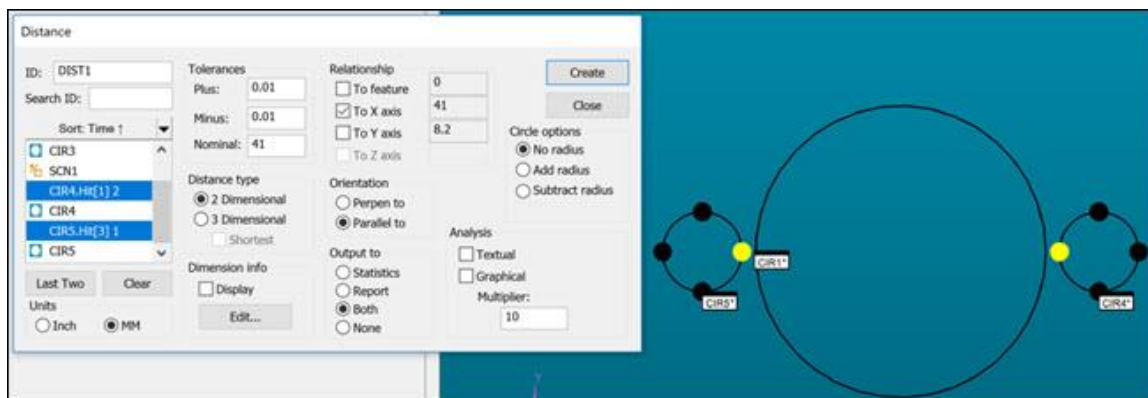 Distance
ID: DIST1
Search ID:
Sort: Time ↑
CIR3
SCN1
CIR4.Hit[1] 2
CIR4
CIR5.Hit[3] 1
CIR5
Last Two Clear
Units
Inch MM
Tolerances
Plus: 0.01
Minus: 0.01
Nominal: 41
Distance type
2 Dimensional
3 Dimensional
Shortest
Dimension info
Display
Edit...
Relationship
To feature 0
To X axis 41
To Y axis 8.2
To Z axis
Orientation
Perpen to
Parallel to
Output to
Statistics
Report
Both
None
Create
Close
Circle options
No radius
Add radius
Subtract radius
Analysis
Textual
Graphical
Multiplier:
10
CIR1*
CIR5*
CIR4*
Y